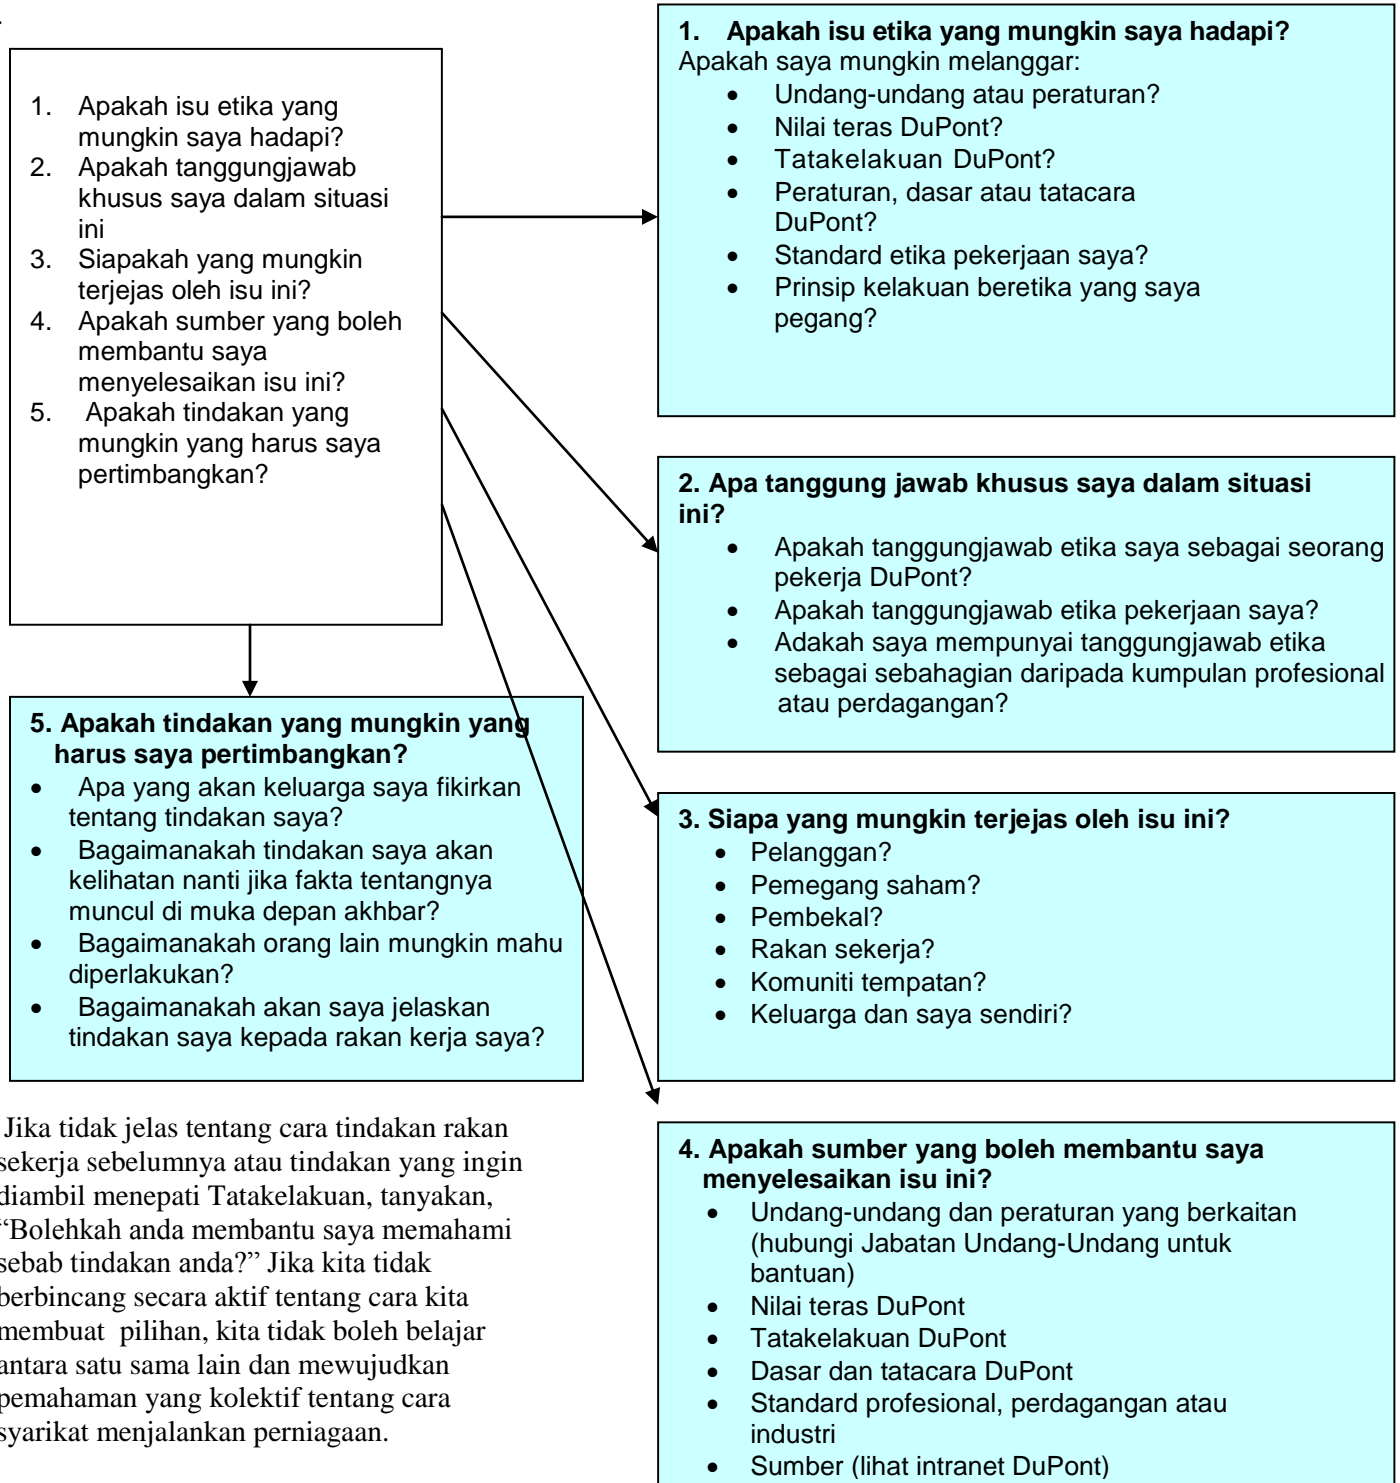 .
1. Apakah isu etika yang
mungkin saya hadapi?
2. Apakah tanggungjawab
khusus saya dalam situasi
ini
3. Siapakah yang mungkin
terjejas oleh isu ini?
4. Apakah sumber yang boleh
membantu saya
menyelesaikan isu ini?
5. Apakah tindakan yang
mungkin yang harus saya
pertimbangkan?
1. Apakah isu etika yang mungkin saya hadapi?
Apakah saya mungkin melanggar:
• Undang-undang atau peraturan?
• Nilai teras DuPont?
• Tatakelakuan DuPont?
• Peraturan, dasar atau tatacara
DuPont?
• Standard etika pekerjaan saya?
• Prinsip kelakuan beretika yang saya
pegang?
2. Apa tanggung jawab khusus saya dalam situasi
ini?
• Apakah tanggungjawab etika saya sebagai seorang
pekerja DuPont?
• Apakah tanggungjawab etika pekerjaan saya?
• Adakah saya mempunyai tanggungjawab etika
sebagai sebahagian daripada kumpulan profesional
atau perdagangan?
3. Siapa yang mungkin terjejas oleh isu ini?
• Pelanggan?
• Pemegang saham?
• Pembekal?
• Rakan sekerja?
• Komuniti tempatan?
• Keluarga dan saya sendiri?
4. Apakah sumber yang boleh membantu saya
menyelesaikan isu ini?
• Undang-undang dan peraturan yang berkaitan
(hubungi Jabatan Undang-Undang untuk
bantuan)
• Nilai teras DuPont
• Tatakelakuan DuPont
• Dasar dan tatacara DuPont
• Standard profesional, perdagangan atau
industri
• Sumber (lihat intranet DuPont)
5. Apakah tindakan yang mungkin yang
harus saya pertimbangkan?
• Apa yang akan keluarga saya fikirkan
tentang tindakan saya?
• Bagaimanakah tindakan saya akan
kelihatan nanti jika fakta tentangnya
muncul di muka depan akhbar?
• Bagaimanakah orang lain mungkin mahu
diperlakukan?
• Bagaimanakah akan saya jelaskan
tindakan saya kepada rakan kerja saya?
Jika tidak jelas tentang cara tindakan rakan
sekerja sebelumnya atau tindakan yang ingin
diambil menepati Tatakelakuan, tanyakan,
“Bolehkah anda membantu saya memahami
sebab tindakan anda?” Jika kita tidak
berbincang secara aktif tentang cara kita
membuat pilihan, kita tidak boleh belajar
antara satu sama lain dan mewujudkan
pemahaman yang kolektif tentang cara
syarikat menjalankan perniagaan.